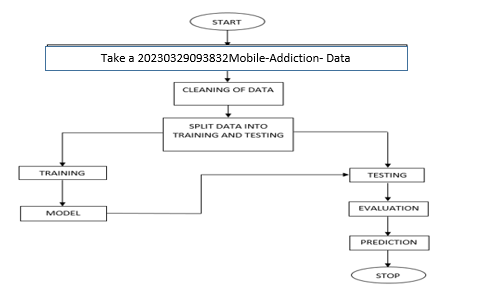 START
Take a 20230329093832Mobile-Addiction- Data
CLEANING OF DATA
SPLIT DATA INTO
TRAINING AND TESTING
TRAINING
TESTING
MODEL
EVALUATION
PREDICTION
STOP